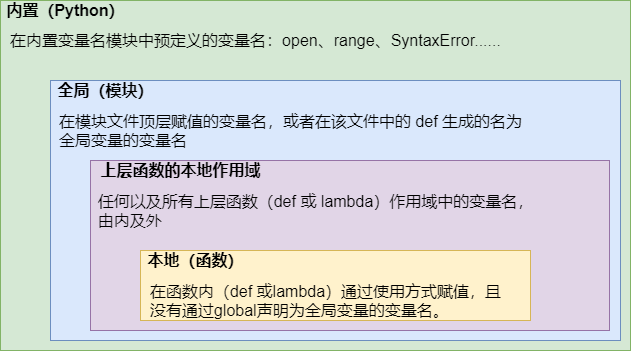 内置（Python）
在内置变量名模块中预定义的变量名：open、range、SyntaxError......
全局（模块）
在模块文件顶层赋值的变量名，或者在该文件中的 def 生成的名为
全局变量的变量名
上层函数的本地作用域
任何以及所有上层函数（def 或 lambda）作用域中的变量名，
由内及外
本地（函数）
在函数内（def 或lambda）通过使用方式赋值，且
没有通过global声明为全局变量的变量名。